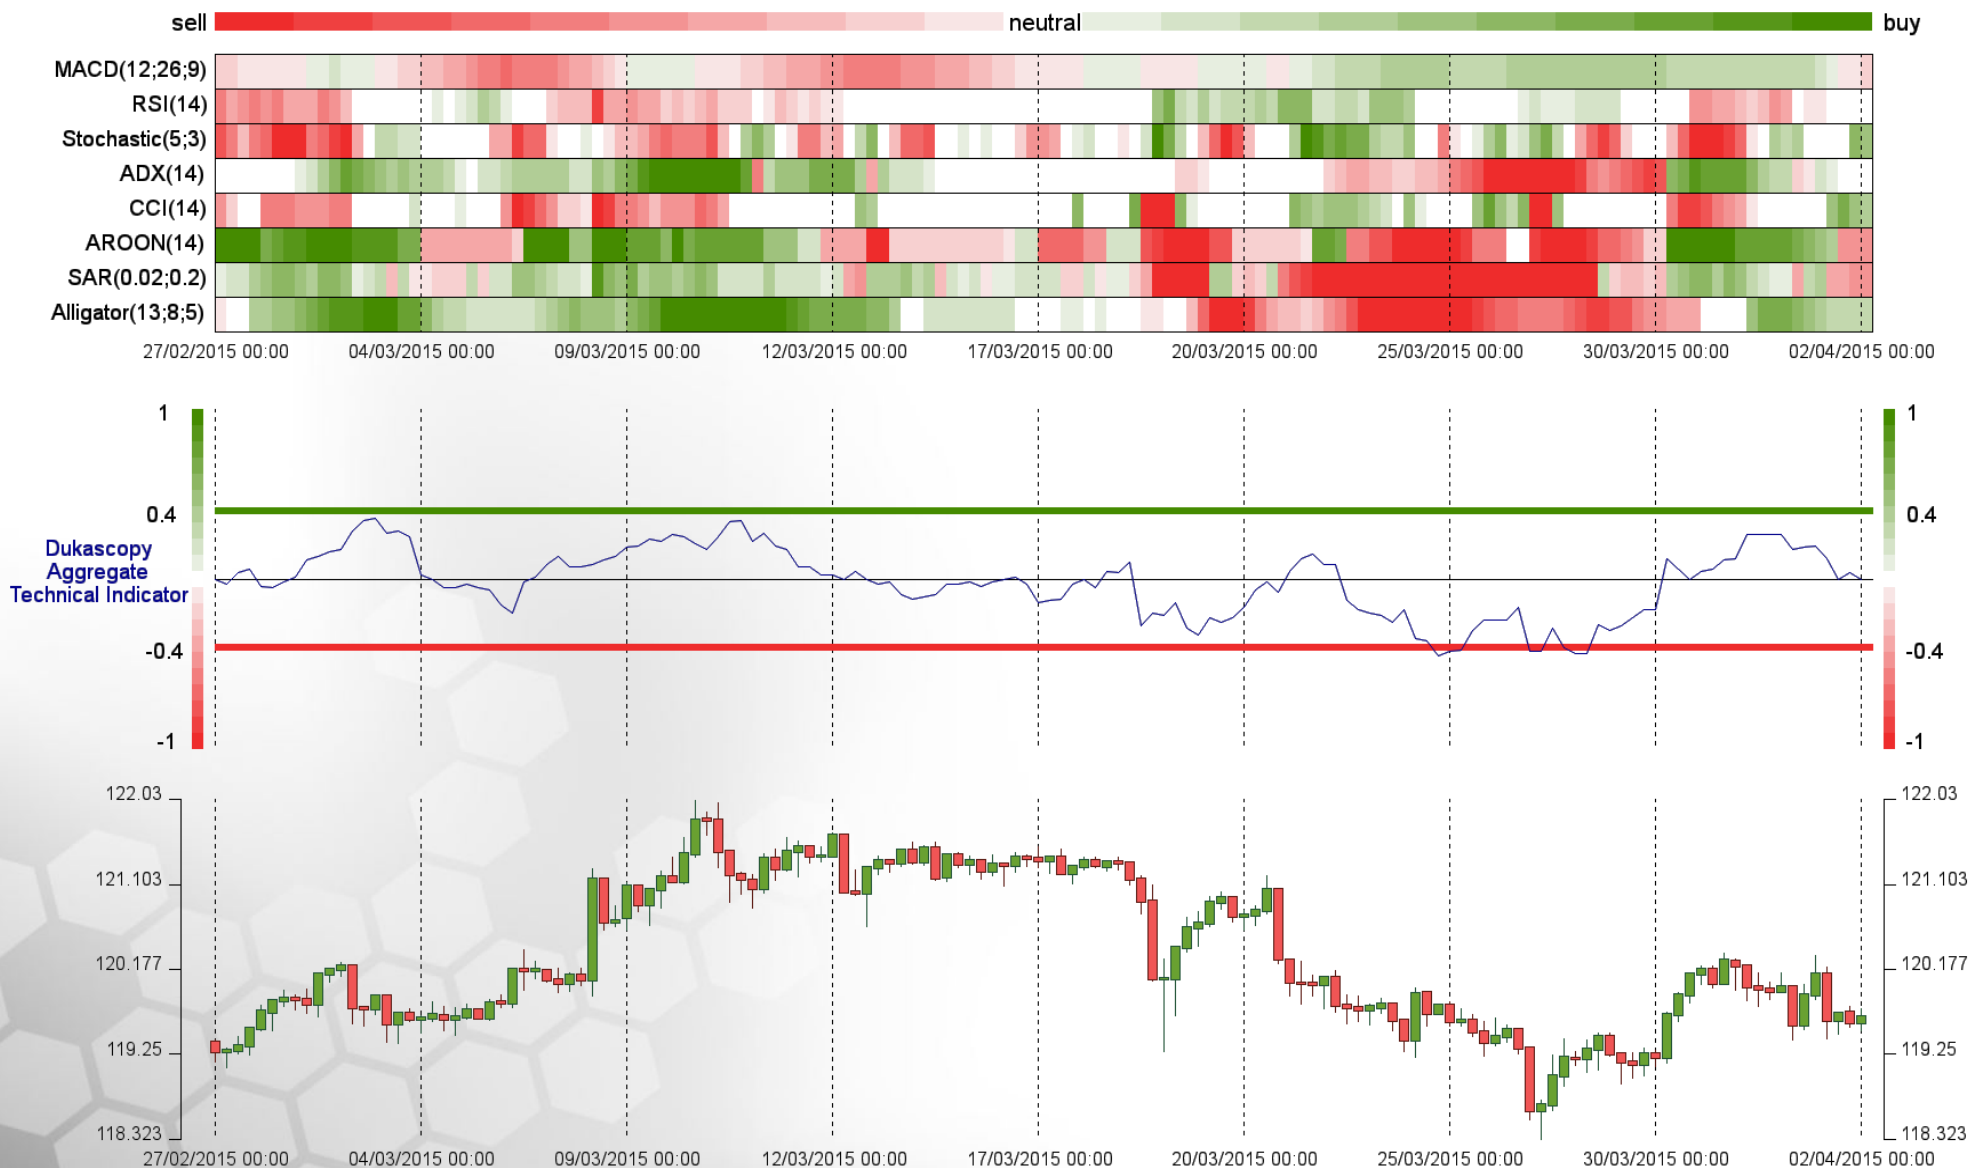 sell neutral buy
MACD(12;26;9)
RSI(14)
Stochastic(5;3)
ADX(14)
CCI(14)
AROON(14)
SAR(0.02;0.2)
Alligator(13;8;5)
27/02/2015 00:00 04/03/2015 00:00 09/03/2015 00:00 12/03/2015 00:00 17/03/2015 00:00 20/03/2015 00:00 25/03/2015 00:00 30/03/2015 00:00 02/04/2015 00:00
1 1
0.4 0.4
Dukascopy
Aggregate
Technical Indicator
-0.4 -0.4
-1 -1
122.03 122.03
121.103 121.103
120.177 120.177
119.25 119.25
118.323 118.323
27/02/2015 00:00 04/03/2015 00:00 09/03/2015 00:00 12/03/2015 00:00 17/03/2015 00:00 20/03/2015 00:00 25/03/2015 00:00 30/03/2015 00:00 02/04/2015 00:00